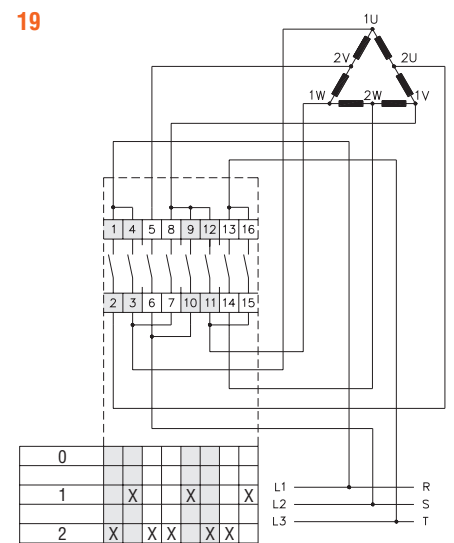 19
1U
2V 2U
1W 2W 1V
1 4 5 8 9 12 13 16
2 3 6 7 10 11 14 15
0
1 X X X
2 X X X X X
L1 R
L2 S
L3 T